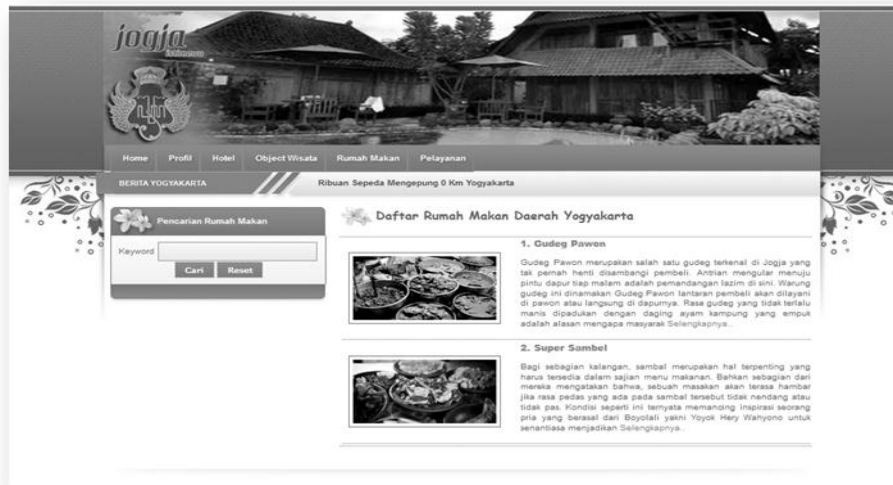 jogja
istimewa
Home Profil Hotel Object Wisata Rumah Makan Pelayanan
BERITA YOGYAKARTA Ribuan Sepeda Mengepung 0 Km Yogyakarta
Pencarian Rumah Makan
Keyword
Cari Reset
Daftar Rumah Makan Daerah Yogyakarta
1. Gudeg Pawon
Gudeg Pawon merupakan salah satu gudeg terkenal di Jogja yang
tak pernah henti disambangi pembeli. Antrian mengular menuju
pintu dapur tiap malam adalah pemandangan lazim di sini. Warung
gudeg ini dinamakan Gudeg Pawon lantaran pembeli akan dilayani
di pawon atau langsung di dapurnya. Rasa gudeg yang tidak terlalu
manis dipadukan dengan daging ayam kampung yang empuk
adalah alasan mengapa masyarak Selengkapnya..
2. Super Sambel
Bagi sebagian kalangan, sambal merupakan hal terpenting yang
harus tersedia dalam sajian menu makanan. Bahkan sebagian dari
mereka mengatakan bahwa, sebuah masakan akan terasa hambar
jika rasa pedas yang ada pada sambal tersebut tidak nendang atau
tidak pas. Kondisi seperti ini ternyata memancing inspirasi seorang
pria yang berasal dari Boyolali yakni Yoyok Hery Wahyono untuk
senantiasa menjadikan Selengkapnya..